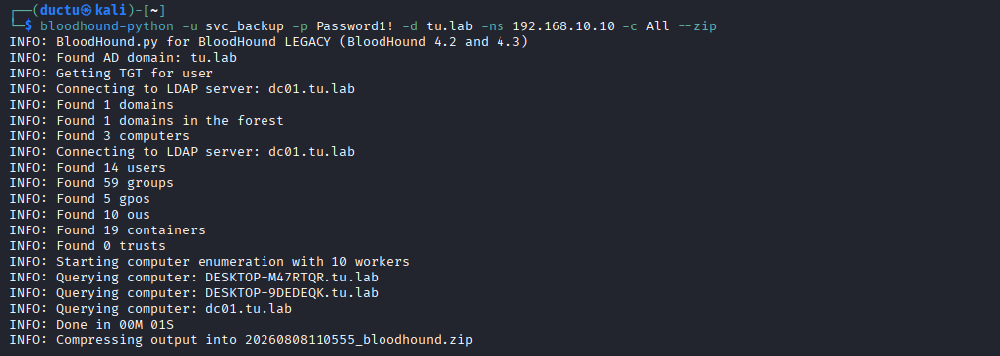 ┌──(ductu㉿kali)-[~]
└─$ bloodhound-python -u svc_backup -p Password1! -d tu.lab -ns 192.168.10.10 -c All --zip
INFO: BloodHound.py for BloodHound LEGACY (BloodHound 4.2 and 4.3)
INFO: Found AD domain: tu.lab
INFO: Getting TGT for user
INFO: Connecting to LDAP server: dc01.tu.lab
INFO: Found 1 domains
INFO: Found 1 domains in the forest
INFO: Found 3 computers
INFO: Connecting to LDAP server: dc01.tu.lab
INFO: Found 14 users
INFO: Found 59 groups
INFO: Found 5 gpos
INFO: Found 10 ous
INFO: Found 19 containers
INFO: Found 0 trusts
INFO: Starting computer enumeration with 10 workers
INFO: Querying computer: DESKTOP-M47RTQR.tu.lab
INFO: Querying computer: DESKTOP-9DEDEQK.tu.lab
INFO: Querying computer: dc01.tu.lab
INFO: Done in 00M 01S
INFO: Compressing output into 20260808110555_bloodhound.zip